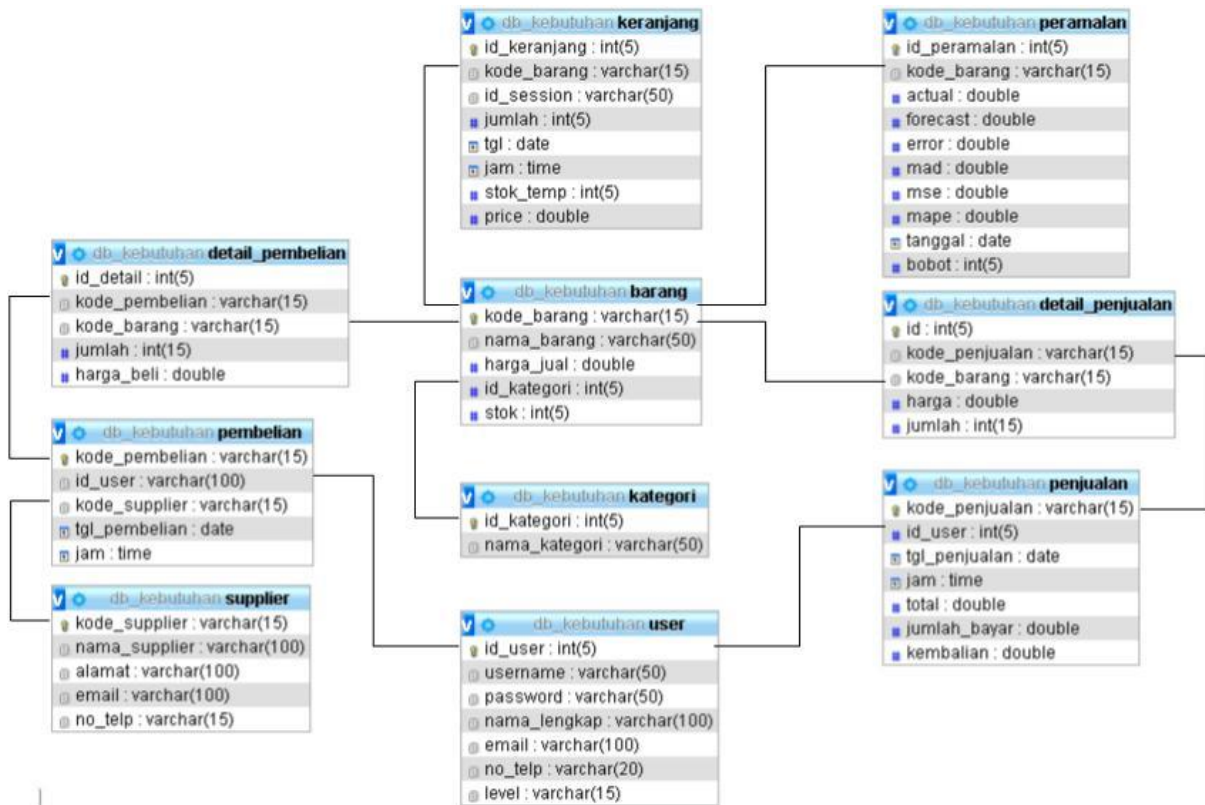 db_kebutuhan keranjang
id_keranjang : int(5)
kode_barang : varchar(15)
id_session : varchar(50)
jumlah : int(5)
tgl : date
jam : time
stok_temp : int(5)
price : double
db_kebutuhan peramalan
id_peramalan : int(5)
kode_barang : varchar(15)
actual : double
forecast : double
error : double
mad : double
mse : double
mape : double
tanggal : date
bobot : int(5)
db_kebutuhan detail_pembelian
id_detail : int(5)
kode_pembelian : varchar(15)
kode_barang : varchar(15)
jumlah : int(15)
harga_beli : double
db_kebutuhan barang
kode_barang : varchar(15)
nama_barang : varchar(50)
harga_jual : double
id_kategori : int(5)
stok : int(5)
db_kebutuhan detail_penjualan
id : int(5)
kode_penjualan : varchar(15)
kode_barang : varchar(15)
harga : double
jumlah : int(15)
db_kebutuhan pembelian
kode_pembelian : varchar(15)
id_user : varchar(100)
kode_supplier : varchar(15)
tgl_pembelian : date
jam : time
db_kebutuhan kategori
id_kategori : int(5)
nama_kategori : varchar(50)
db_kebutuhan penjualan
kode_penjualan : varchar(15)
id_user : int(5)
tgl_penjualan : date
jam : time
total : double
jumlah_bayar : double
kembalian : double
db_kebutuhan supplier
kode_supplier : varchar(15)
nama_supplier : varchar(100)
alamat : varchar(100)
email : varchar(100)
no_telp : varchar(15)
db_kebutuhan user
id_user : int(5)
username : varchar(50)
password : varchar(50)
nama_lengkap : varchar(100)
email : varchar(100)
no_telp : varchar(20)
level : varchar(15)